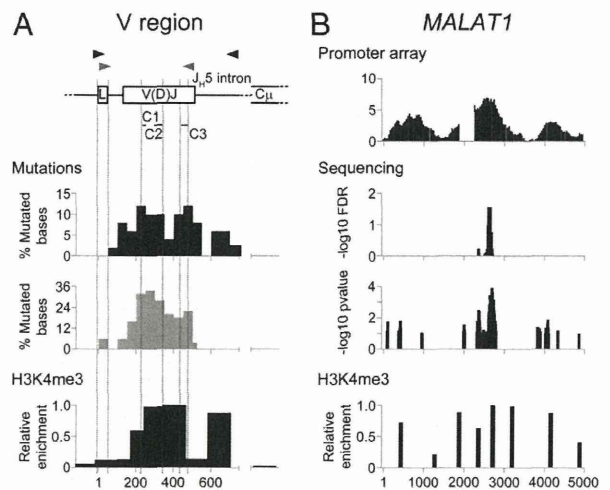 A
V region
J_H5 intron
L
V(D)J
Cμ
C1
C2
C3
Mutations
% Mutated bases
15
10
5
0
% Mutated bases
36
24
12
0
H3K4me3
Relative enichment
1.0
0.5
0
1
200
400
600
B
MALAT1
Promoter array
10
5
0
Sequencing
-log10 FDR
2
1
0
-log10 pvalue
4
2
0
H3K4me3
Relative enichment
1.0
0.5
0
1
1000
2000
3000
4000
5000